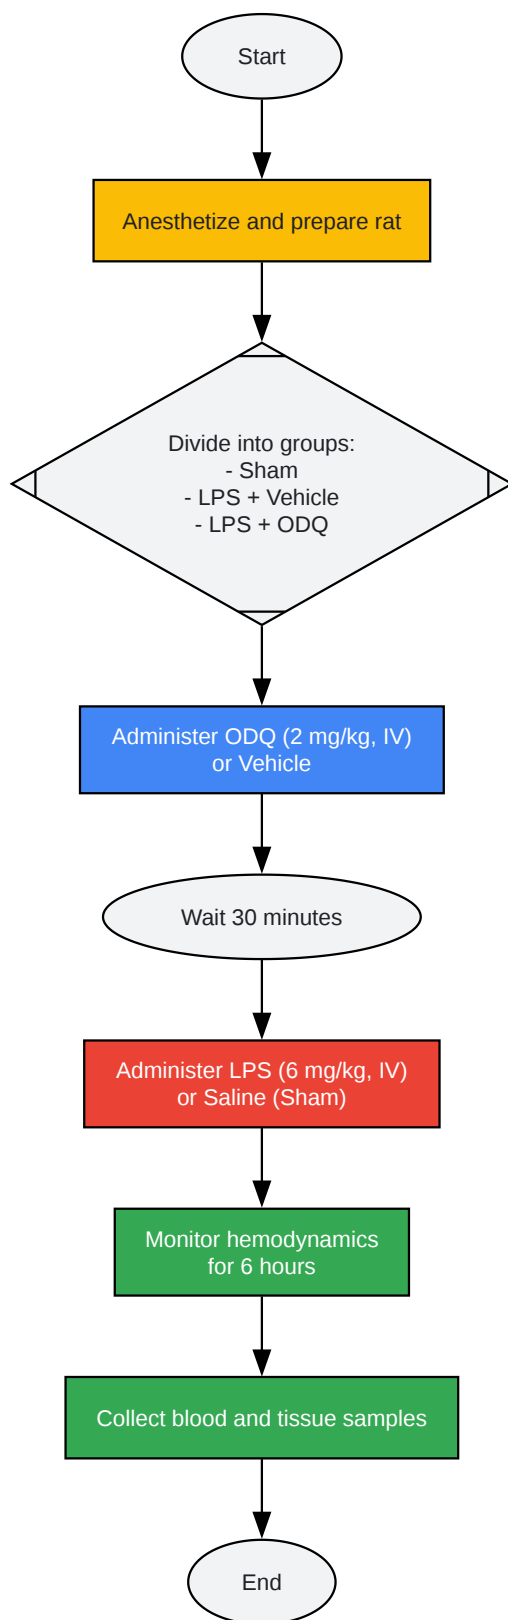 Start
Anesthetize and prepare rat
Divide into groups:
- Sham
- LPS + Vehicle
- LPS + ODQ
Administer ODQ (2 mg/kg, IV)
or Vehicle
Wait 30 minutes
Administer LPS (6 mg/kg, IV)
or Saline (Sham)
Monitor hemodynamics
for 6 hours
Collect blood and tissue samples
End